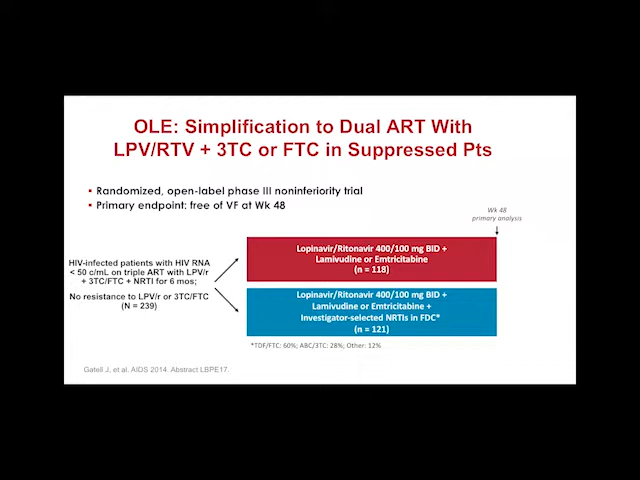 OLE: Simplification to Dual ART With
LPV/RTV + 3TC or FTC in Suppressed Pts
▪ Randomized, open-label phase III noninferiority trial
▪ Primary endpoint: free of VF at Wk 48
Wk 48
primary analysis
HIV-infected patients with HIV RNA
< 50 c/mL on triple ART with LPV/r
+ 3TC/FTC + NRTI for 6 mos;
No resistance to LPV/r or 3TC/FTC
(N = 239)
Lopinavir/Ritonavir 400/100 mg BID +
Lamivudine or Emtricitabine
(n = 118)
Lopinavir/Ritonavir 400/100 mg BID +
Lamivudine or Emtricitabine +
Investigator-selected NRTIs in FDC*
(n = 121)
*TDF/FTC: 60%; ABC/3TC: 28%; Other: 12%
Gatell J, et al. AIDS 2014. Abstract LBPE17.